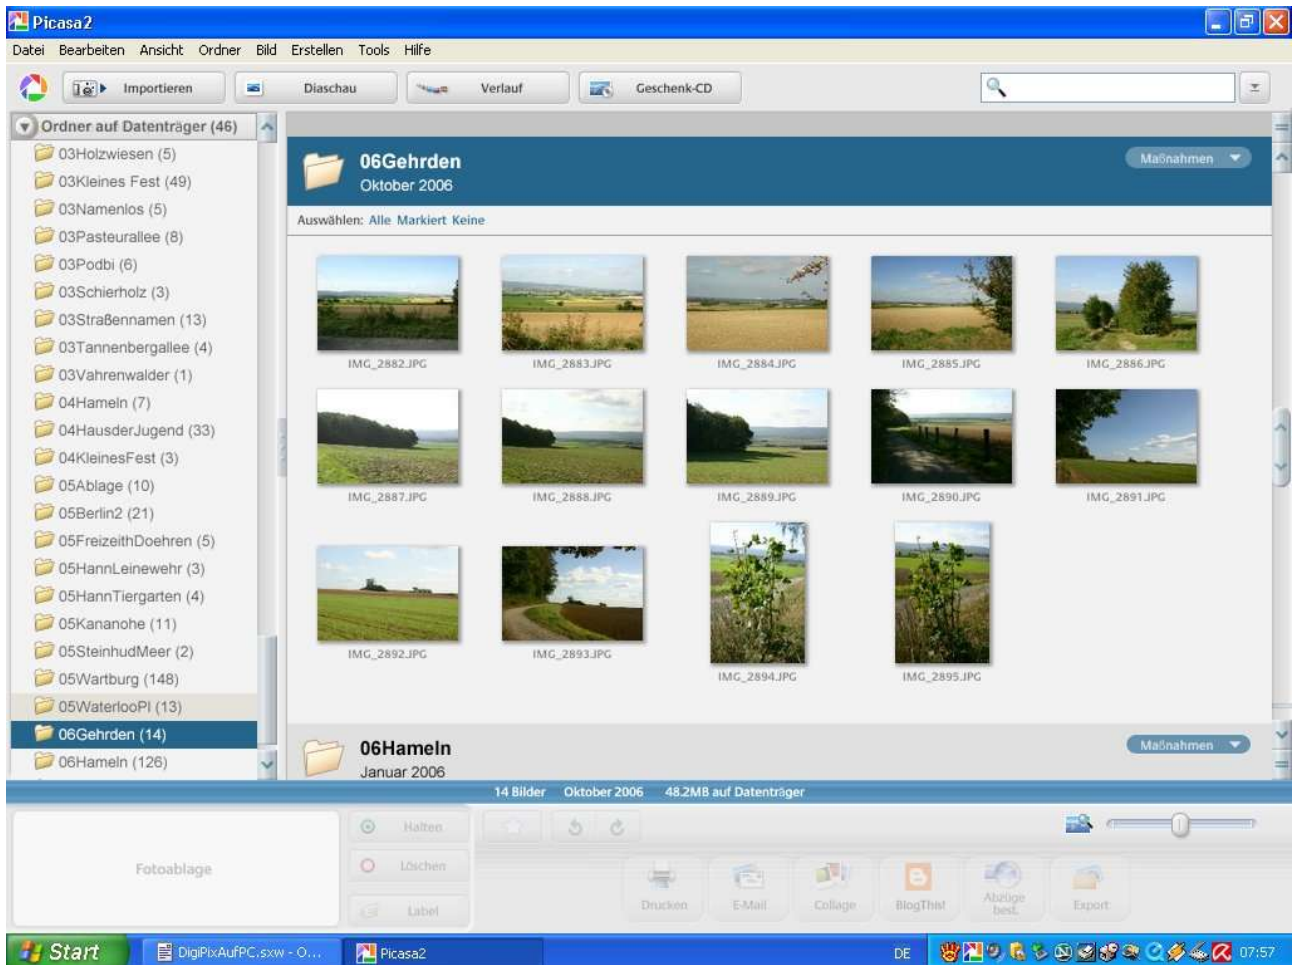 Picasa2
Datei Bearbeiten Ansicht Ordner Bild Erstellen Tools Hilfe
Importieren Diaschau Verlauf Geschenk-CD
Ordner auf Datenträger (46)
03Holzwiesen (5)
03Kleines Fest (49)
03Namenlos (5)
03Pasteurallee (8)
03Podbi (6)
03Schierholz (3)
03Straßennamen (13)
03Tannenbergallee (4)
03Vahrenwalder (1)
04Hameln (7)
04HausderJugend (33)
04KleinesFest (3)
05Ablage (10)
05Berlin2 (21)
05FreizeithDoehren (5)
05HannLeinewehr (3)
05HannTiergarten (4)
05Kananohe (11)
05SteinhudMeer (2)
05Wartburg (148)
05WaterlooPl (13)
06Gehrden (14)
06Hameln (126)
06Gehrden
Maßnahmen
Oktober 2006
Auswählen: Alle Markiert Keine
IMG_2882.JPG IMG_2883.JPG IMG_2884.JPG IMG_2885.JPG IMG_2886.JPG
IMG_2887.JPG IMG_2888.JPG IMG_2889.JPG IMG_2890.JPG IMG_2891.JPG
IMG_2892.JPG IMG_2893.JPG IMG_2894.JPG IMG_2895.JPG
06Hameln
Maßnahmen
Januar 2006
14 Bilder Oktober 2006 48.2MB auf Datenträger
Fotoablage
Halten
Löschen
Label
Drucken E-Mail Collage BlogThis! Abzüge best. Export
Start DigiPixAufPC.sxw - O... Picasa2 DE 07:57